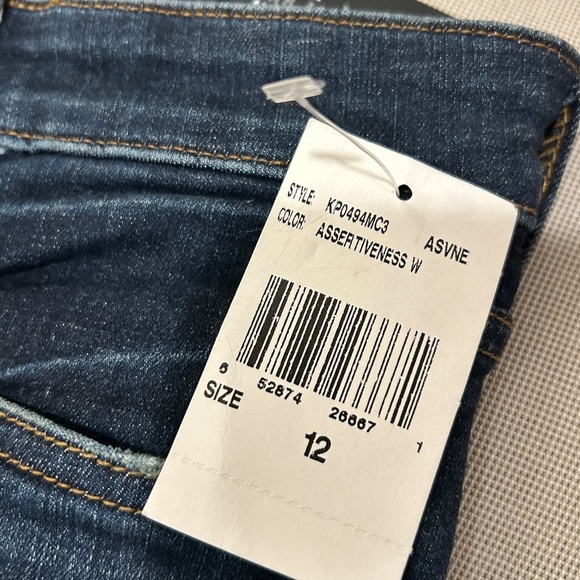 STYLE: KP0494MC3
COLOR: ASSERTIVENESS W ASVNE
6 52874 26667 1
SIZE 12